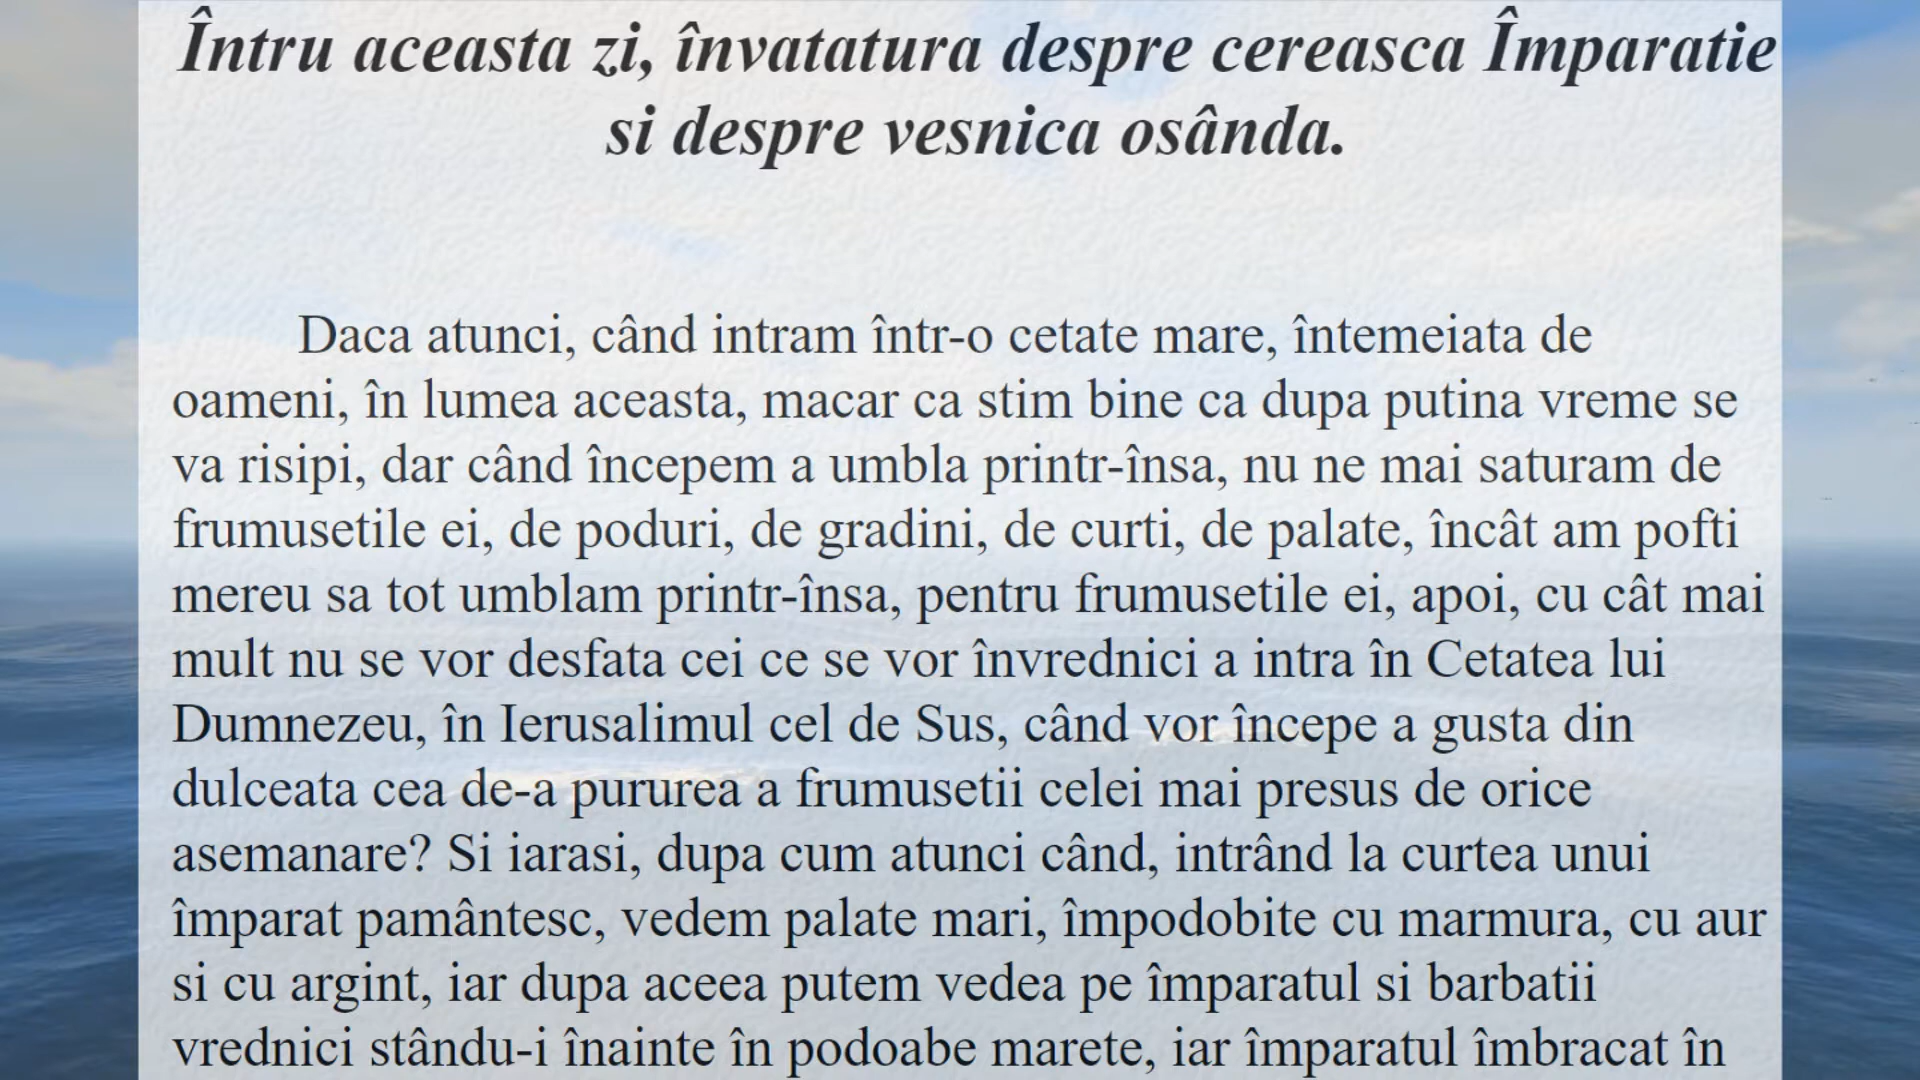 Întru aceasta zi, învatatura despre cereasca Împaratie
si despre vesnica osânda.
Daca atunci, când intram într-o cetate mare, întemeiata de
oameni, în lumea aceasta, macar ca stim bine ca dupa putina vreme se
va risipi, dar când începem a umbla printr-însa, nu ne mai saturam de
frumusetile ei, de poduri, de gradini, de curti, de palate, încât am pofti
mereu sa tot umblam printr-însa, pentru frumusetile ei, apoi, cu cât mai
mult nu se vor desfata cei ce se vor învrednici a intra în Cetatea lui
Dumnezeu, în Ierusalimul cel de Sus, când vor începe a gusta din
dulceata cea de-a pururea a frumusetii celei mai presus de orice
asemanare? Si iarasi, dupa cum atunci când, intrând la curtea unui
împarat pamântesc, vedem palate mari, împodobite cu marmura, cu aur
si cu argint, iar dupa aceea putem vedea pe împaratul si barbatii
vrednici stându-i înainte în podoabe marete, iar împaratul îmbracat în